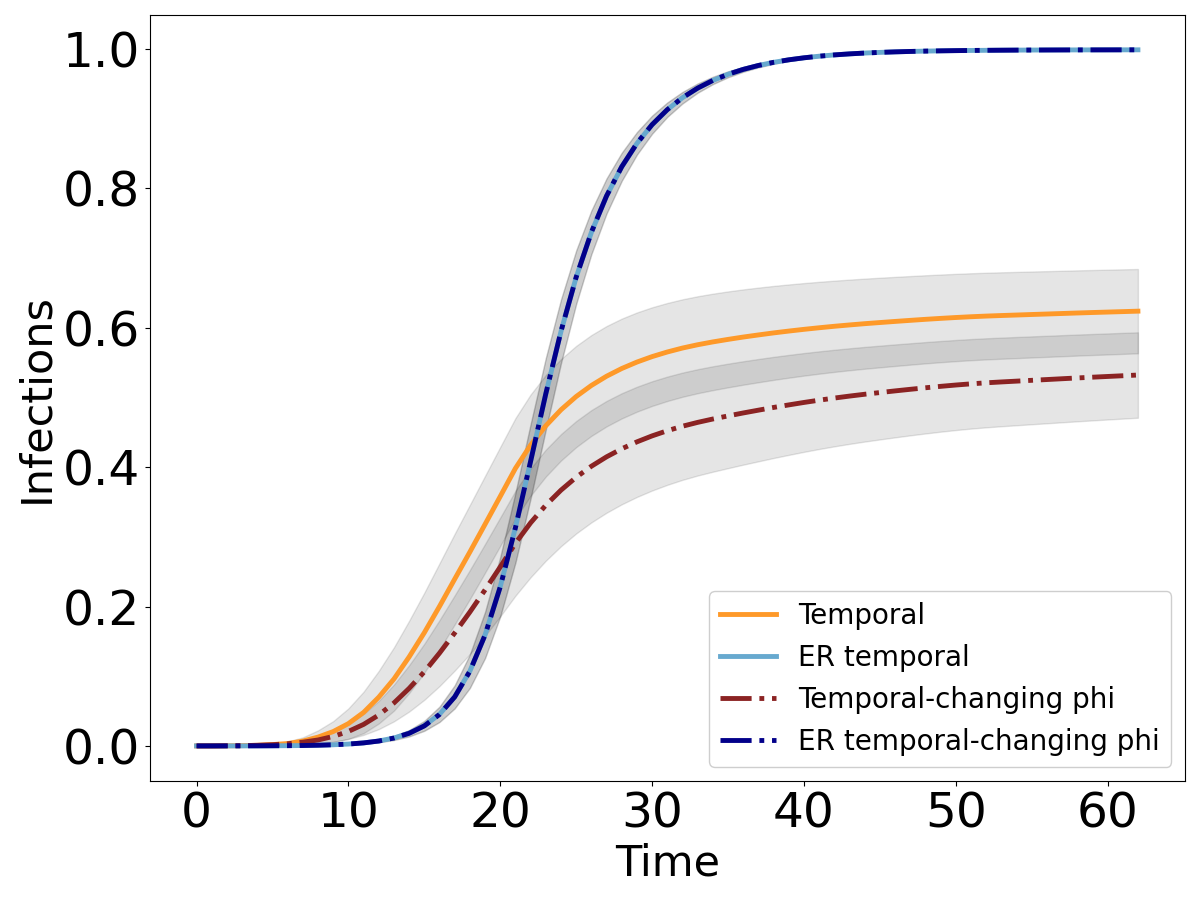 1.0
0.8
0.6
0.4
0.2
0.0
Infections
0 10 20 30 40 50 60
Time
Temporal
ER temporal
Temporal-changing phi
ER temporal-changing phi